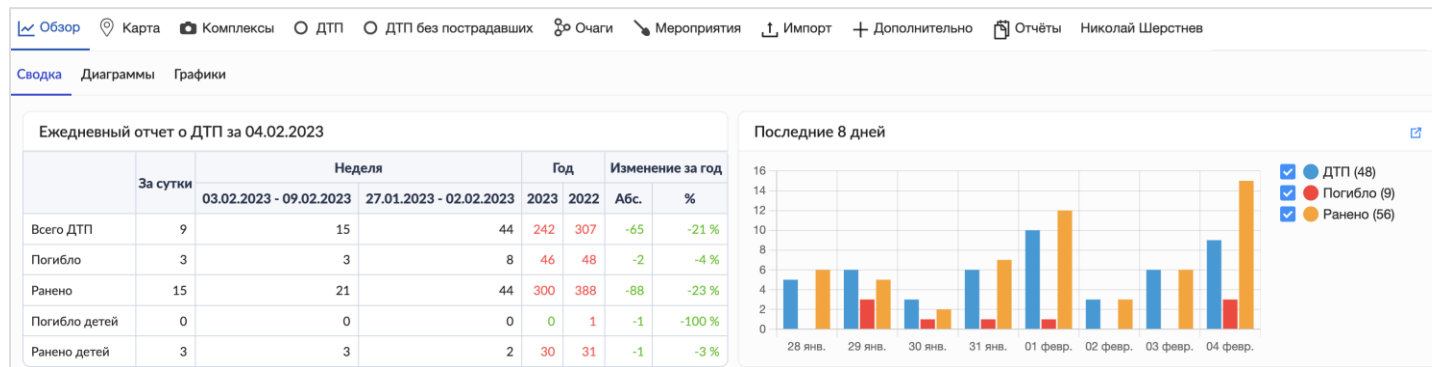 Обзор Карта Комплексы ДТП ДТП без пострадавших Очаги Мероприятия Импорт Дополнительно Отчёты Николай Шерстнев
Сводка Диаграммы Графики
Ежедневный отчет о ДТП за 04.02.2023
За сутки Неделя Год Изменение за год
03.02.2023 - 09.02.2023 27.01.2023 - 02.02.2023 2023 2022 Абс. %
Всего ДТП 9 15 44 242 307 -65 -21 %
Погибло 3 3 8 46 48 -2 -4 %
Ранено 15 21 44 300 388 -88 -23 %
Погибло детей 0 0 0 0 1 -1 -100 %
Ранено детей 3 3 2 30 31 -1 -3 %
Последние 8 дней
16
14
12
10
8
6
4
2
0
28 янв. 29 янв. 30 янв. 31 янв. 01 февр. 02 февр. 03 февр. 04 февр.
ДТП (48)
Погибло (9)
Ранено (56)